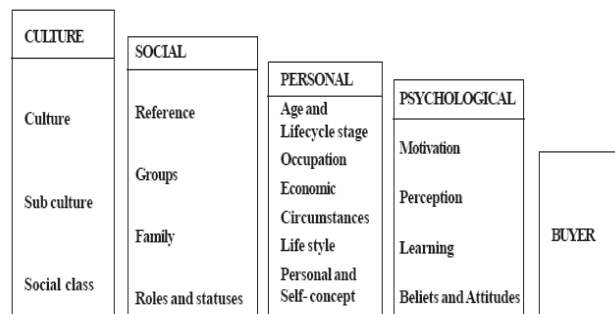 CULTURE
Culture
Sub culture
Social class
SOCIAL
Reference
Groups
Family
Roles and statuses
PERSONAL
Age and
Lifecycle stage
Occupation
Economic
Circumstances
Life style
Personal and
Self- concept
PSYCHOLOGICAL
Motivation
Perception
Learning
Beliets and Attitudes
BUYER